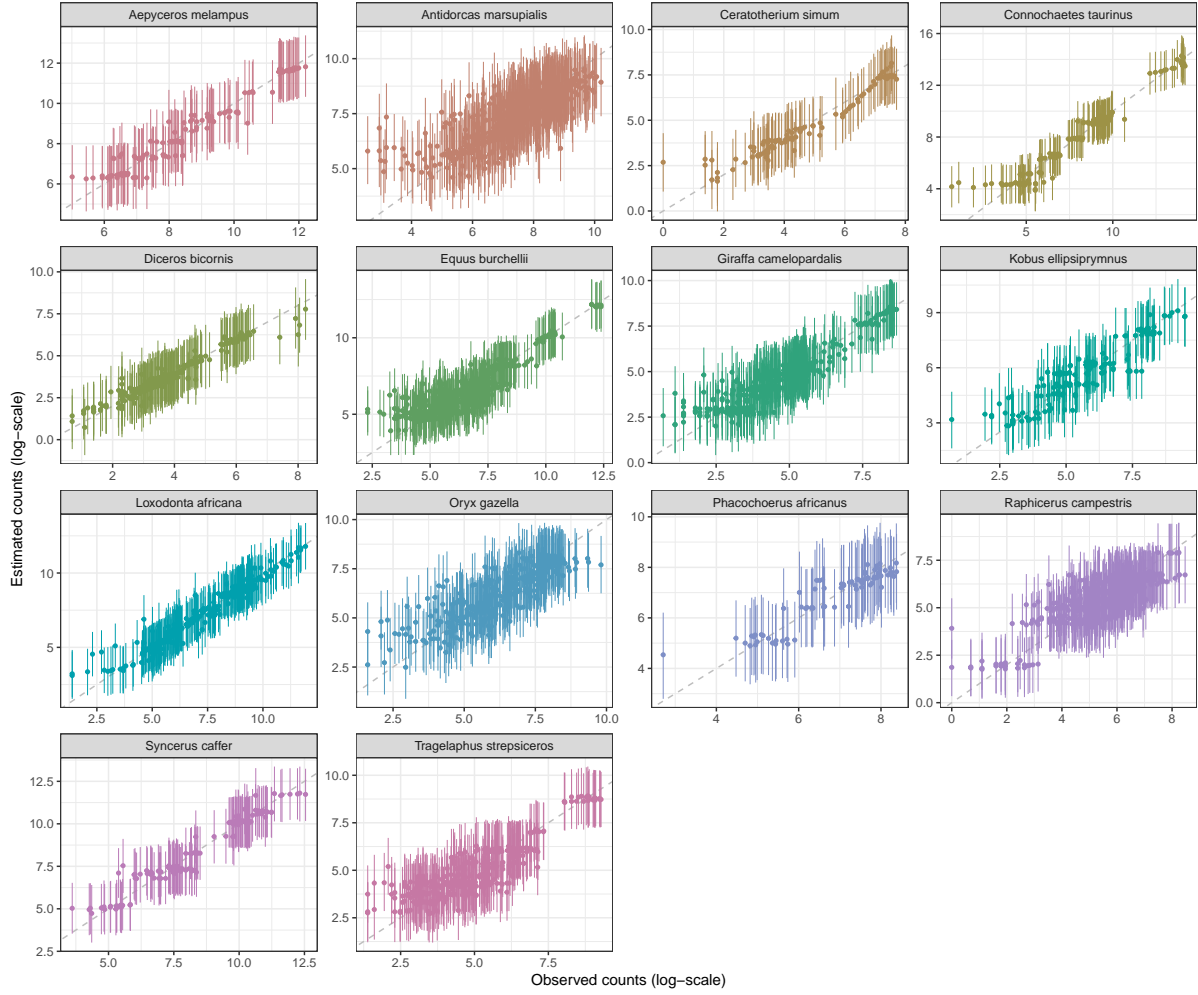 Aepyceros melampus
Antidorcas marsupialis
Ceratotherium simum
Connochaetes taurinus
12
11
10
9
8
7
6
6 8 10 12
10.0
7.5
5.0
4 6 8 10
10.0
7.5
5.0
2.5
0.0
0 2 4 6 8
16
12
8
4
5 10
Diceros bicornis
Equus burchellii
Giraffa camelopardalis
Kobus ellipsiprymnus
10.0
7.5
5.0
2.5
0.0
2 4 6 8
10
5
2.5 5.0 7.5 10.0 12.5
10.0
7.5
5.0
2.5
0.0
2 4 6 8
9
6
3
2.5 5.0 7.5
Loxodonta africana
Oryx gazella
Phacochoerus africanus
Raphicerus campestris
10
5
2.5 5.0 7.5 10.0
10.0
7.5
5.0
2.5
2.5 5.0 7.5 10.0
10
8
6
4
4 6 8
7.5
5.0
2.5
0.0
0 2 4 6 8
Syncerus caffer
Tragelaphus strepsiceros
12.5
10.0
7.5
5.0
2.5
5.0 7.5 10.0 12.5
10.0
7.5
5.0
2.5
2.5 5.0 7.5
Estimated counts (log−scale)
Observed counts (log−scale)